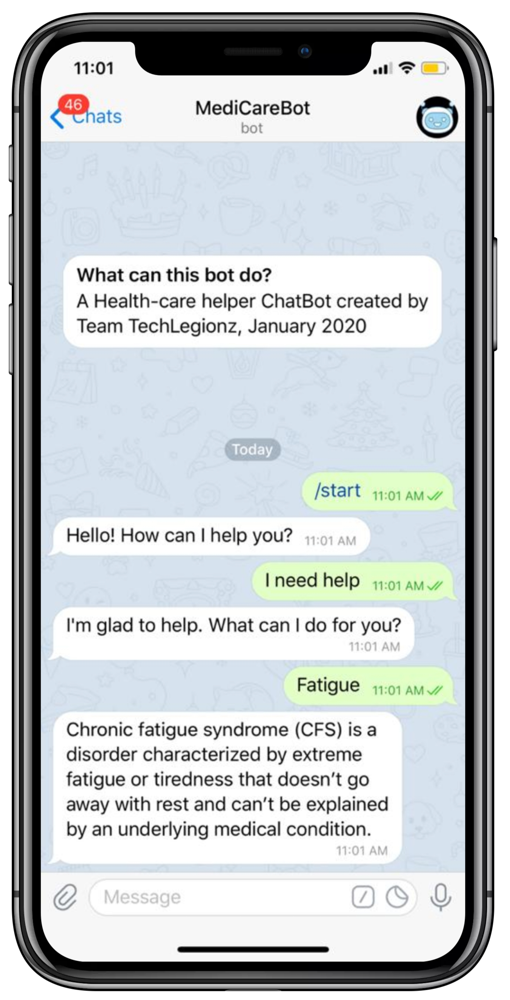 11:01
46
Chats
MediCareBot
bot
What can this bot do?
A Health-care helper ChatBot created by
Team TechLegionz, January 2020
24
Today
/start 11:01 AM
Hello! How can I help you? 11:01 AM
I need help 11:01 AM
I'm glad to help. What can I do for you?
11:01 AM
Fatigue 11:01 AM
Chronic fatigue syndrome (CFS) is a
disorder characterized by extreme
fatigue or tiredness that doesn’t go
away with rest and can’t be explained
by an underlying medical condition.
11:01 AM
Message